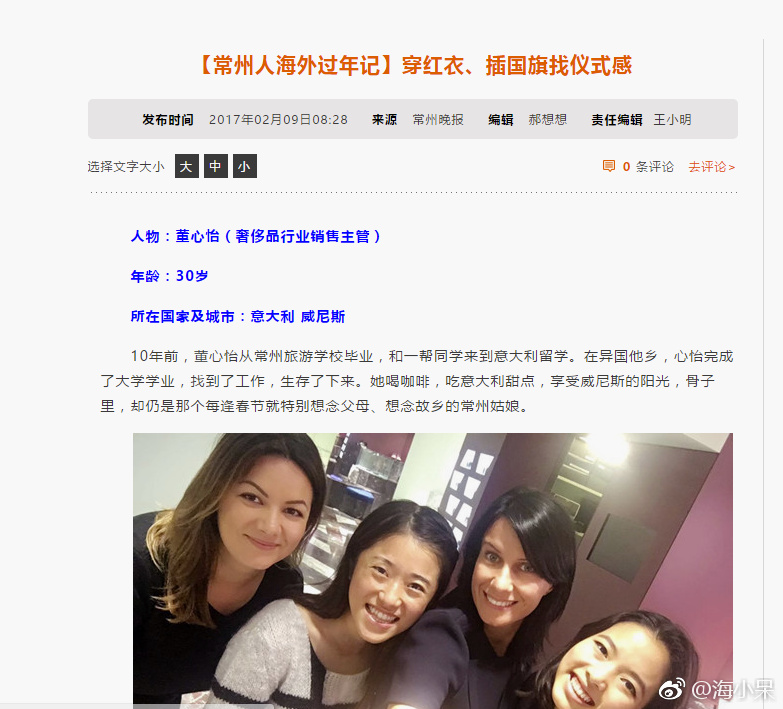 【常州人海外过年记】穿红衣、插国旗找仪式感
发布时间 2017年02月09日08:28 来源 常州晚报 编辑 郝想想 责任编辑 王小明
选择文字大小 大 中 小 0 条评论 去评论>
人物：董心怡（奢侈品行业销售主管）
年龄：30岁
所在国家及城市：意大利 威尼斯
10年前，董心怡从常州旅游学校毕业，和一帮同学来到意大利留学。在异国他乡，心怡完成
了大学学业，找到了工作，生存了下来。她喝咖啡，吃意大利甜点，享受威尼斯的阳光，骨子
里，却仍是那个每逢春节就特别想念父母、想念故乡的常州姑娘。
@海小呆